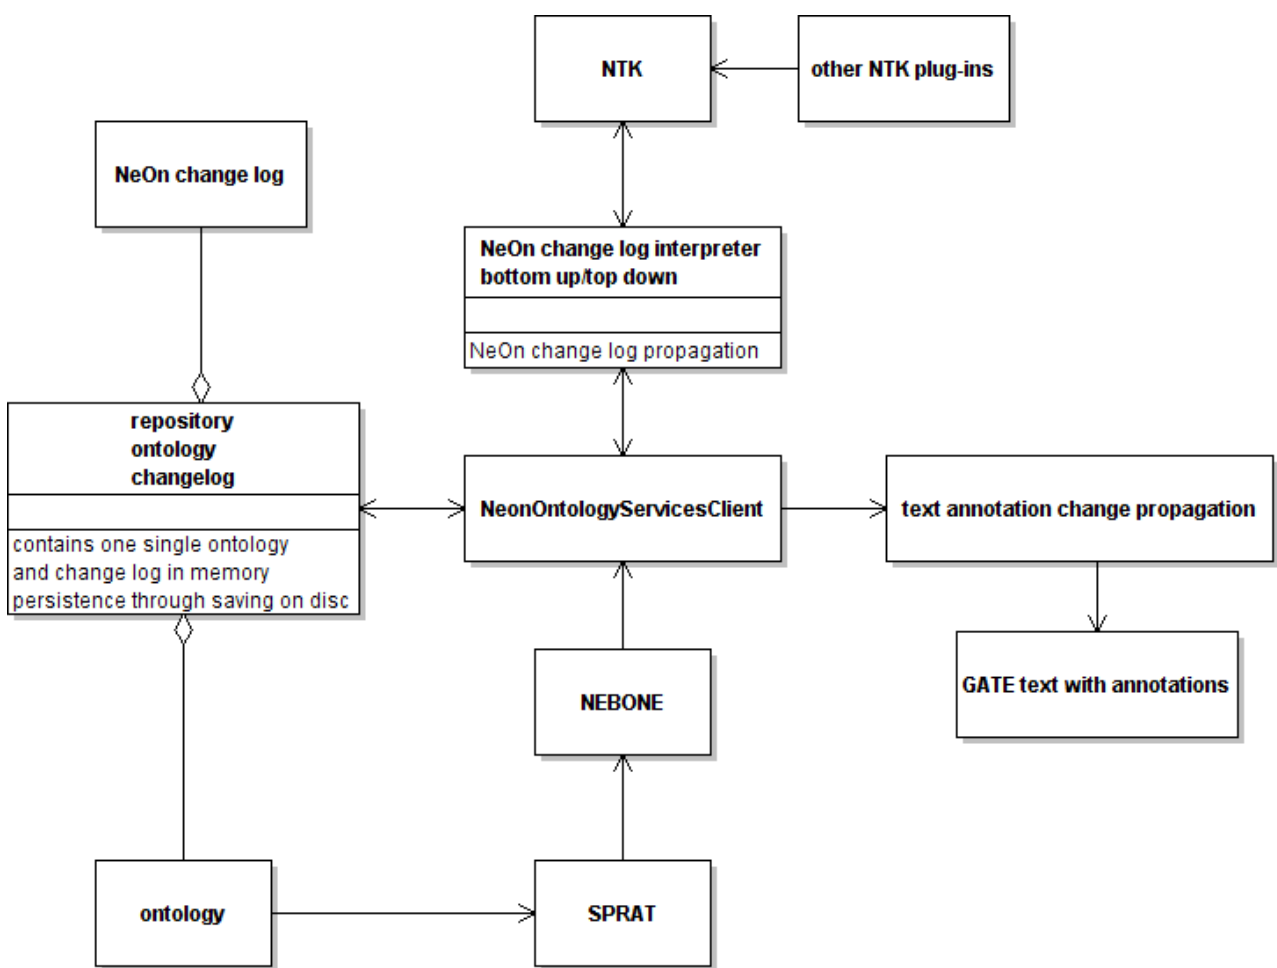 NTK
other NTK plug-ins
NeOn change log
NeOn change log interpreter
bottom up/top down
NeOn change log propagation
repository
ontology
changelog
contains one single ontology
and change log in memory
persistence through saving on disc
NeonOntologyServicesClient
text annotation change propagation
NEBONE
GATE text with annotations
ontology
SPRAT